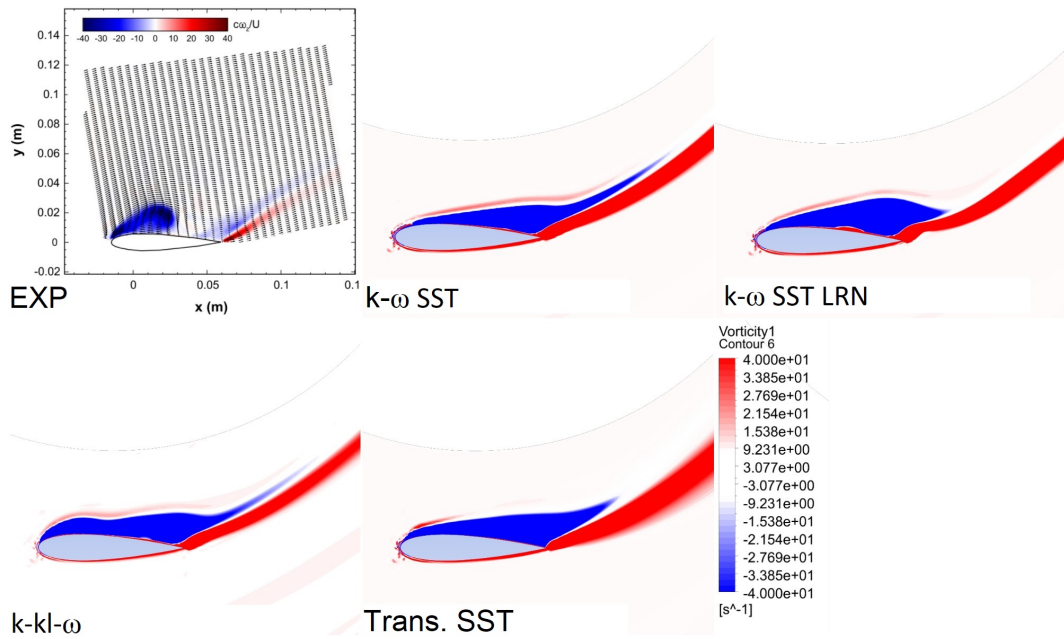 cω_z/U
-40 -30 -20 -10 0 10 20 30 40
0.14
0.12
0.1
0.08
0.06
0.04
0.02
0
-0.02
y (m)
0 0.05 0.1 0.1
x (m)
EXP
k-ω SST
k-ω SST LRN
k-kl-ω
Trans. SST
Vorticity1
Contour 6
4.000e+01
3.385e+01
2.769e+01
2.154e+01
1.538e+01
9.231e+00
3.077e+00
-3.077e+00
-9.231e+00
-1.538e+01
-2.154e+01
-2.769e+01
-3.385e+01
-4.000e+01
[s^-1]